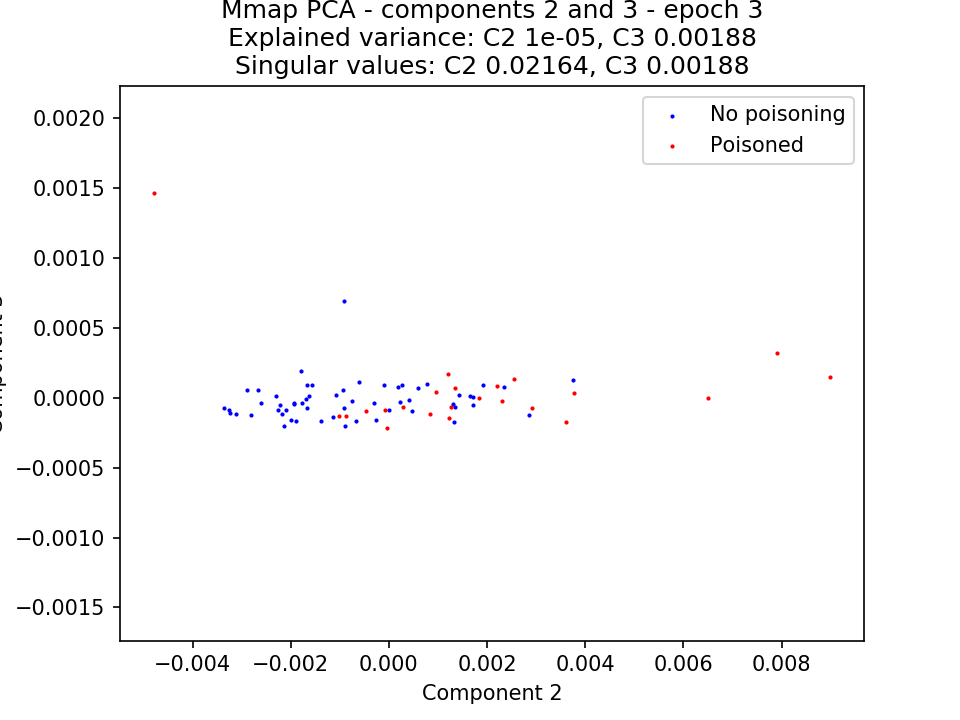 Mmap PCA - components 2 and 3 - epoch 3
Explained variance: C2 1e-05, C3 0.00188
Singular values: C2 0.02164, C3 0.00188
No poisoning
Poisoned
0.0020
0.0015
0.0010
0.0005
0.0000
−0.0005
−0.0010
−0.0015
−0.004
−0.002
0.000
0.002
0.004
0.006
0.008
Component 2